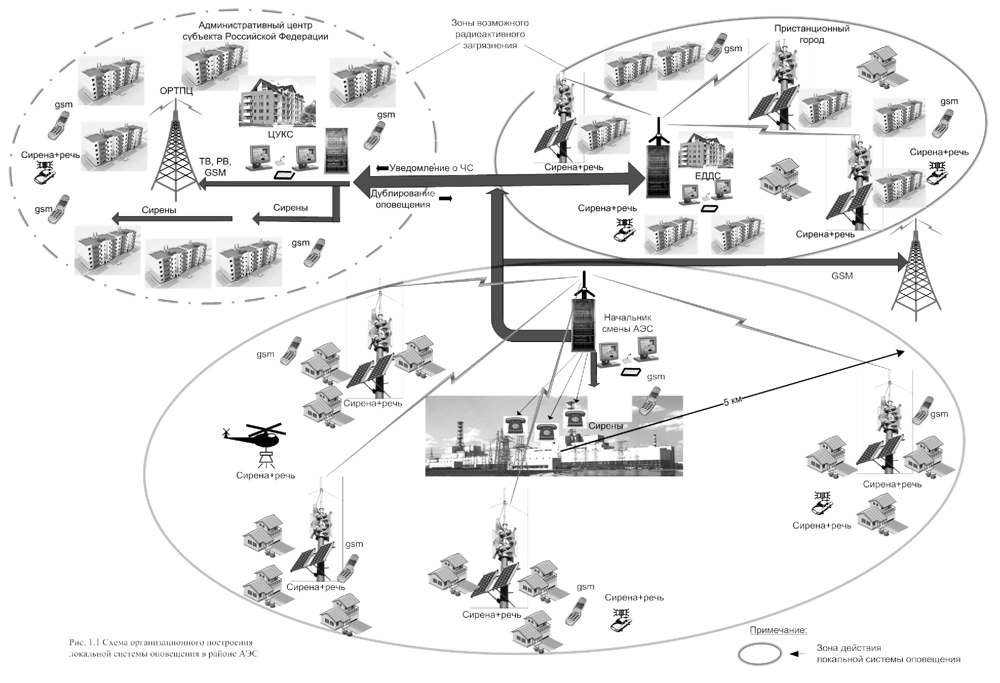 Административный центр
субъекта Российской Федерации
Зоны возможного
радиоактивного
загрязнения
Пристанционный
город
gsm
ОРТПЦ
gsm
gsm
gsm
ЦУКС
Сирена+речь
ТВ, РВ,
GSM
Уведомление о ЧС
Сирена+речь
ЕДДС
Сирена+речь
Дублирование
оповещения
gsm
Сирены
Сирены
Сирена+речь
Сирена+речь
gsm
GSM
Начальник
смены АЭС
gsm
gsm
Сирена+речь
5 км
gsm
Сирены
Сирена+речь
Сирена+речь
Сирена+речь
gsm
Сирена+речь
gsm
Сирена+речь
Сирена+речь
Рис. 1.1 Схема организационного построения
локальной системы оповещения в районе АЭС
Примечание:
Зона действия
локальной системы оповещения